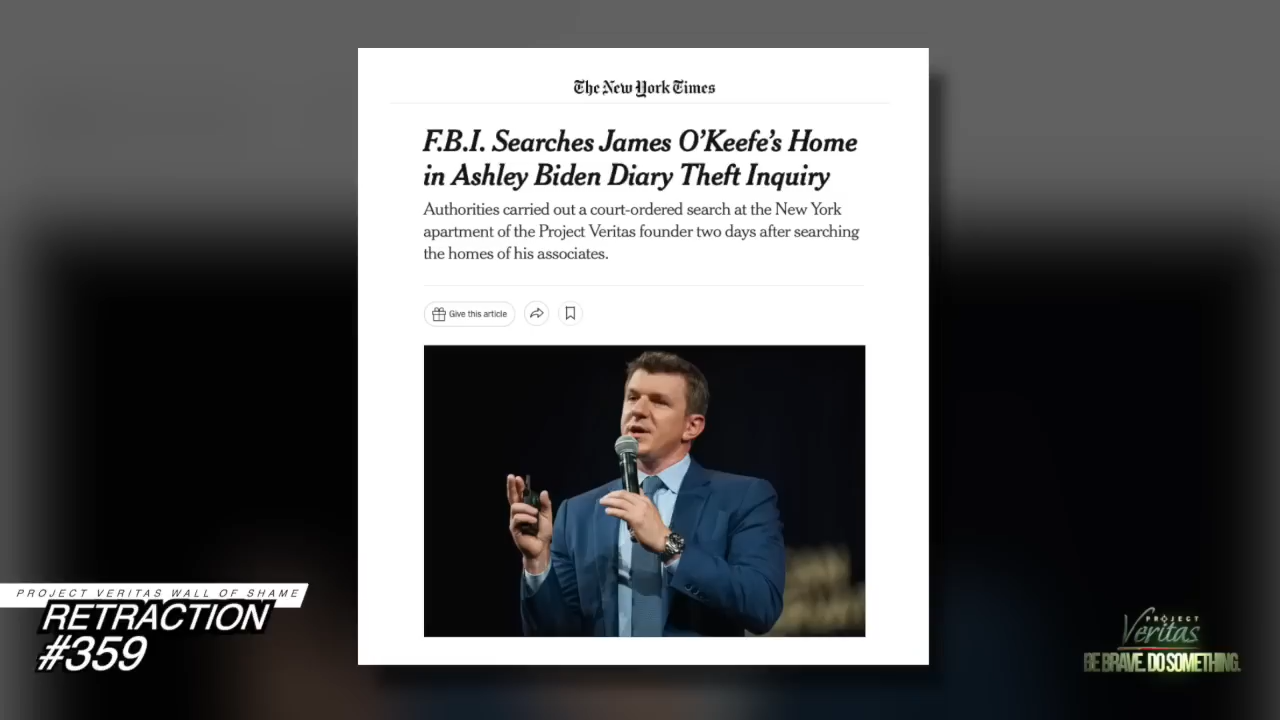 The New York Times
F.B.I. Searches James O'Keefe's Home
in Ashley Biden Diary Theft Inquiry
Authorities carried out a court-ordered search at the New York
apartment of the Project Veritas founder two days after searching
the homes of his associates.
Give this article
PROJECT VERITAS WALL OF SHAME
RETRACTION
#359
PROJECT
Veritas
BE BRAVE. DO SOMETHING.